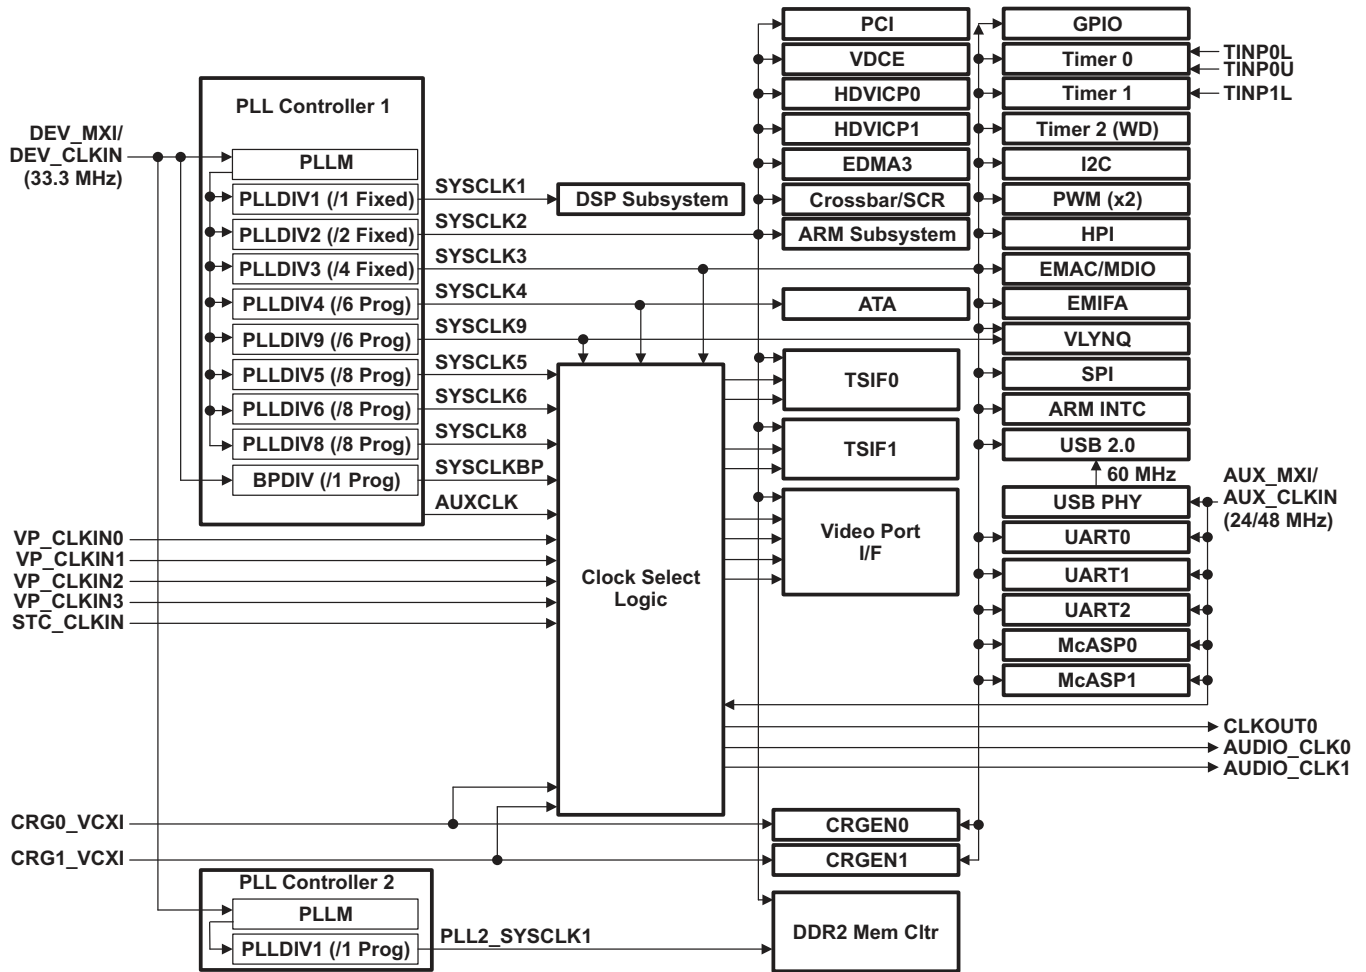 DEV_MXI/
DEV_CLKIN
(33.3 MHz)
PLL Controller 1
PLLM
PLLDIV1 (/1 Fixed)
PLLDIV2 (/2 Fixed)
PLLDIV3 (/4 Fixed)
PLLDIV4 (/6 Prog)
PLLDIV9 (/6 Prog)
PLLDIV5 (/8 Prog)
PLLDIV6 (/8 Prog)
PLLDIV8 (/8 Prog)
BPDIV (/1 Prog)
SYSCLK1
SYSCLK2
SYSCLK3
SYSCLK4
SYSCLK9
SYSCLK5
SYSCLK6
SYSCLK8
SYSCLKBP
AUXCLK
VP_CLKIN0
VP_CLKIN1
VP_CLKIN2
VP_CLKIN3
STC_CLKIN
CRG0_VCXI
CRG1_VCXI
PLL Controller 2
PLLM
PLLDIV1 (/1 Prog)
PLL2_SYSCLK1
DSP Subsystem
Clock Select
Logic
PCI
VDCE
HDVICP0
HDVICP1
EDMA3
Crossbar/SCR
ARM Subsystem
ATA
TSIF0
TSIF1
Video Port
I/F
CRGEN0
CRGEN1
DDR2 Mem Cltr
GPIO
Timer 0
Timer 1
Timer 2 (WD)
I2C
PWM (x2)
HPI
EMAC/MDIO
EMIFA
VLYNQ
SPI
ARM INTC
USB 2.0
60 MHz
USB PHY
UART0
UART1
UART2
McASP0
McASP1
TINP0L
TINP0U
TINP1L
AUX_MXI/
AUX_CLKIN
(24/48 MHz)
CLKOUT0
AUDIO_CLK0
AUDIO_CLK1